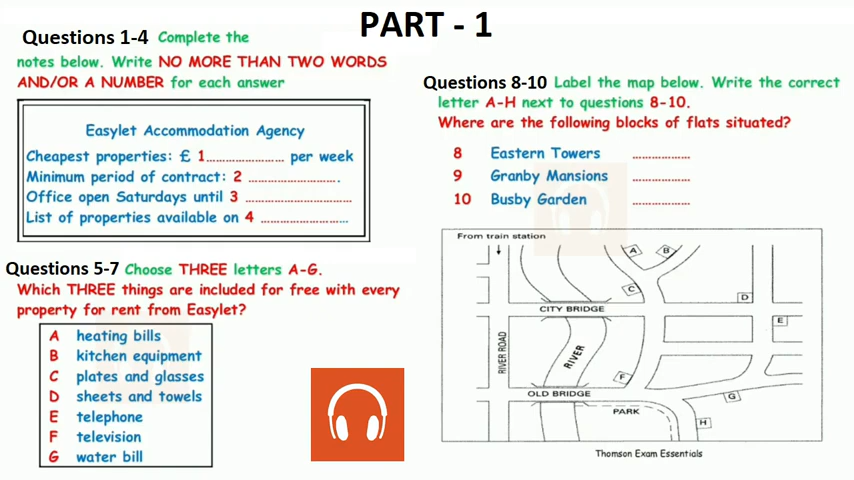 PART - 1
Questions 1-4 Complete the
notes below. Write NO MORE THAN TWO WORDS
AND/OR A NUMBER for each answer
Easylet Accommodation Agency
Cheapest properties: £ 1........................ per week
Minimum period of contract: 2 ............................
Office open Saturdays until 3 ................................
List of properties available on 4 ..........................
Questions 5-7 Choose THREE letters A-G.
Which THREE things are included for free with every
property for rent from Easylet?
A heating bills
B kitchen equipment
C plates and glasses
D sheets and towels
E telephone
F television
G water bill
Questions 8-10 Label the map below. Write the correct
letter A-H next to questions 8-10.
Where are the following blocks of flats situated?
8 Eastern Towers ..................
9 Granby Mansions ..................
10 Busby Garden ..................
From train station
A
B
C
D
CITY BRIDGE
E
RIVER ROAD
RIVER
F
OLD BRIDGE
G
PARK
H
Thomson Exam Essentials